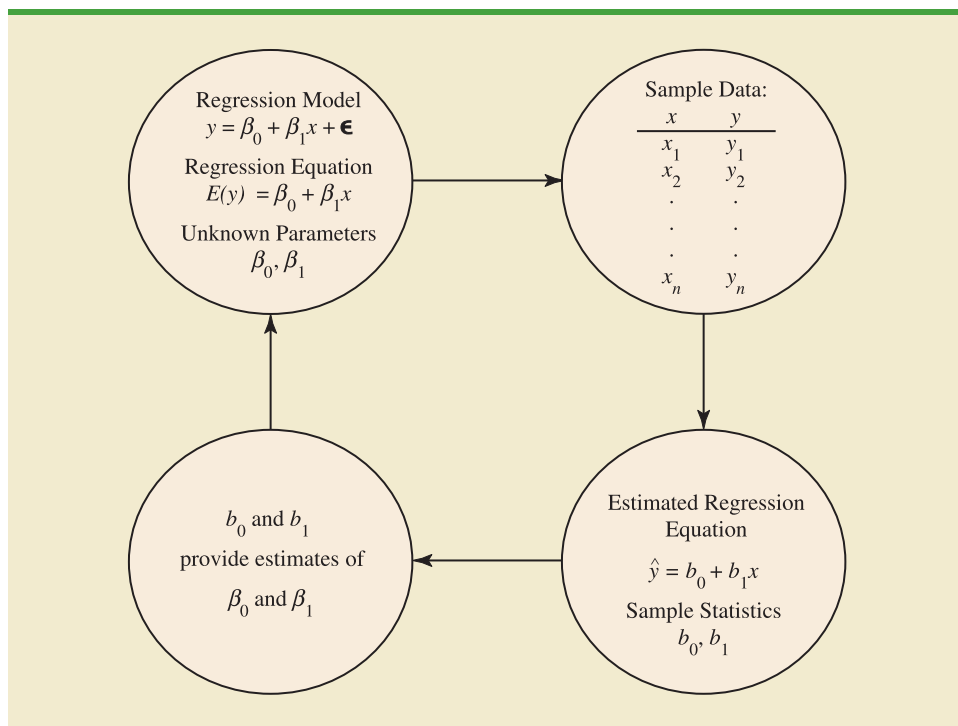 Regression Model
y = β₀ + β₁x + ϵ
Regression Equation
E(y) = β₀ + β₁x
Unknown Parameters
β₀, β₁
Sample Data:
x y
x₁ y₁
x₂ y₂
. .
. .
. .
xₙ yₙ
Estimated Regression
Equation
ŷ = b₀ + b₁x
Sample Statistics
b₀, b₁
b₀ and b₁
provide estimates of
β₀ and β₁